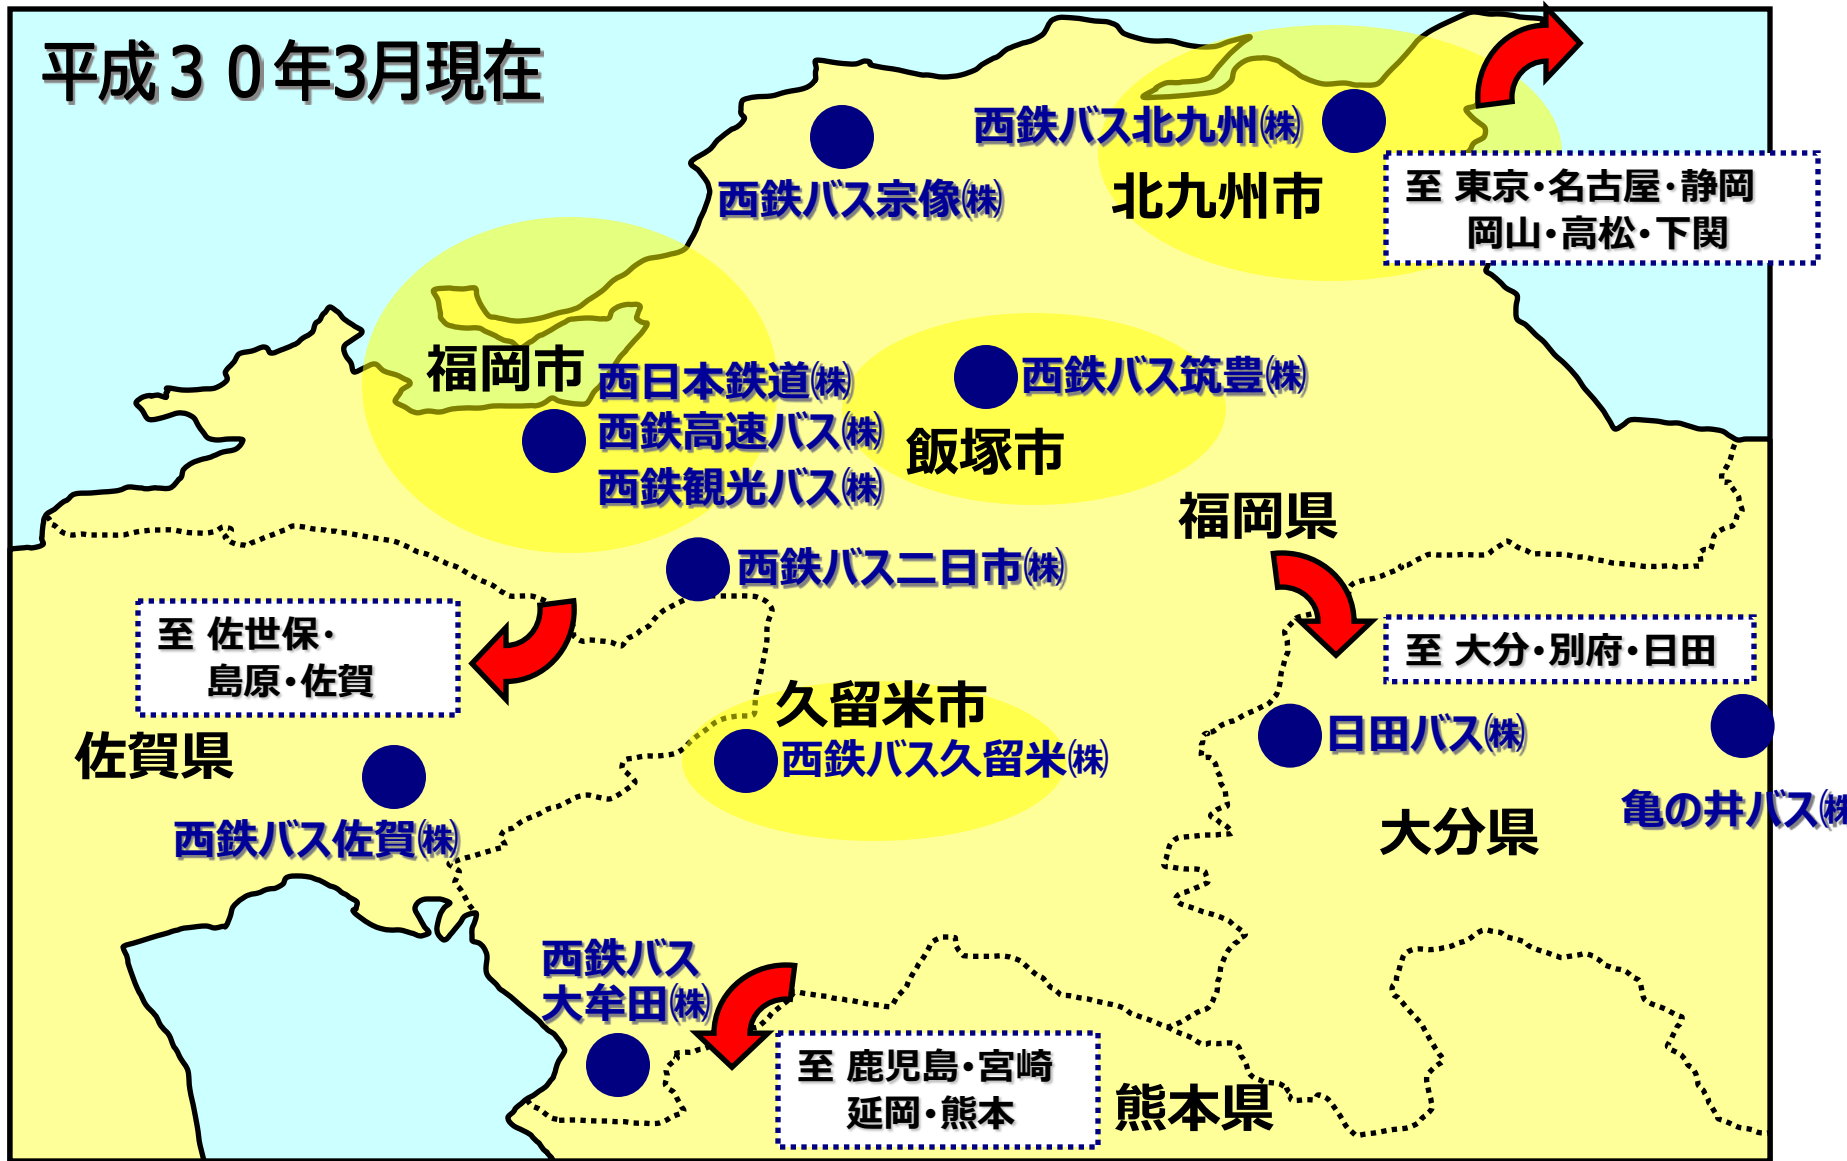 平成３０年3月現在
西鉄バス北九州㈱
西鉄バス宗像㈱
北九州市
至 東京・名古屋・静岡
岡山・高松・下関
福岡市
西日本鉄道㈱
西鉄高速バス㈱
西鉄観光バス㈱
西鉄バス筑豊㈱
飯塚市
福岡県
西鉄バス二日市㈱
至 佐世保・
島原・佐賀
至 大分・別府・日田
久留米市
西鉄バス久留米㈱
佐賀県
西鉄バス佐賀㈱
日田バス㈱
亀の井バス㈱
大分県
西鉄バス
大牟田㈱
至 鹿児島・宮崎
延岡・熊本
熊本県